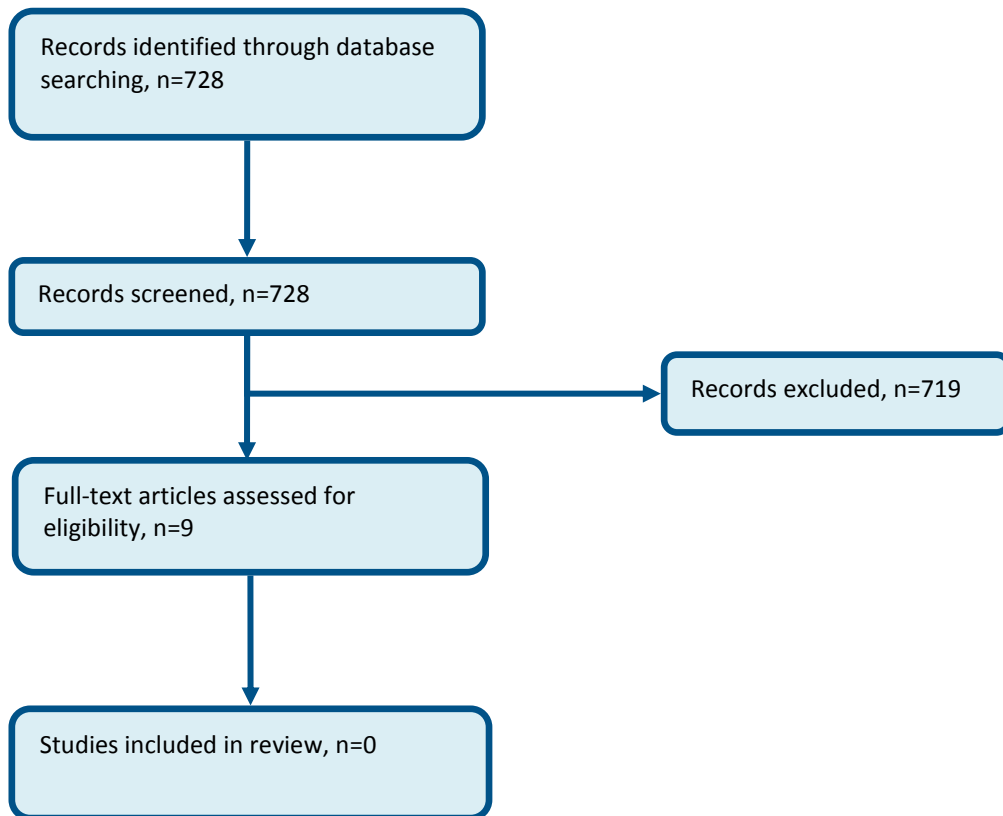 Records identified through database
searching, n=728
Records screened, n=728
Records excluded, n=719
Full-text articles assessed for
eligibility, n=9
Studies included in review, n=0